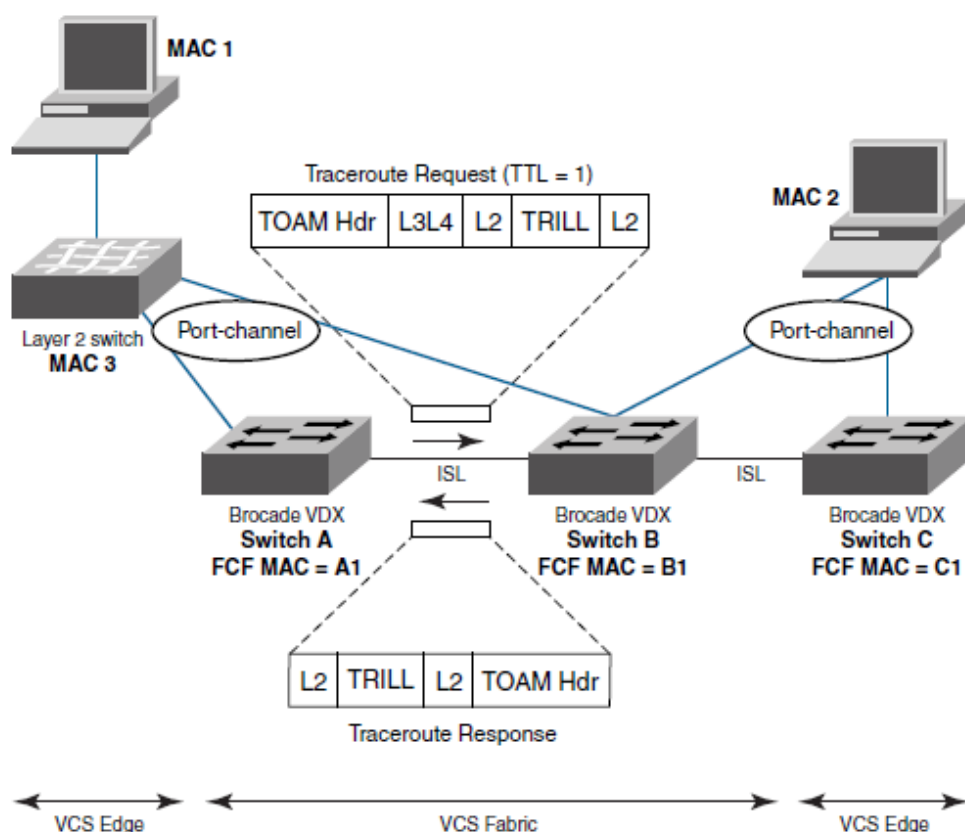 MAC 1
Traceroute Request (TTL = 1)
TOAM Hdr L3L4 L2 TRILL L2
MAC 2
Layer 2 switch
MAC 3
Port-channel
Port-channel
ISL
ISL
Brocade VDX
Switch A
FCF MAC = A1
Brocade VDX
Switch B
FCF MAC = B1
Brocade VDX
Switch C
FCF MAC = C1
L2 TRILL L2 TOAM Hdr
Traceroute Response
VCS Edge
VCS Fabric
VCS Edge